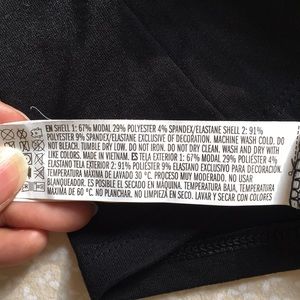 EN SHELL 1: 67% MODAL 29% POLYESTER 4% SPANDEX/ELASTANE SHELL 2: 91%
POLYESTER 9% SPANDEX/ELASTANE EXCLUSIVE OF DECORATION. MACHINE WASH COLD. DO
NOT BLEACH. TUMBLE DRY LOW. DO NOT IRON. DO NOT DRY CLEAN. WASH AND DRY WITH
LIKE COLORS. MADE IN VIETNAM. ES TELA EXTERIOR 1: 67% MODAL 29% POLIÉSTER 4%
ELASTANO TELA EXTERIOR 2: 91% POLIÉSTER 9% ELASTANO EXCLUSIVO DE
MAXIMA DE LAVADO 30 °C. PROCESO MUY MODERADO. NO USAR
BLANQUEADOR. ES POSIBLE EL SECADO EN MÁQUINA. TEMPERATURA BAJA, TEMPERATURA
MÁXIMA DE 60 °C. NO PLANCHAR. NO LIMPIEZA EN SECO. LAVAR Y SECAR CON COLORES